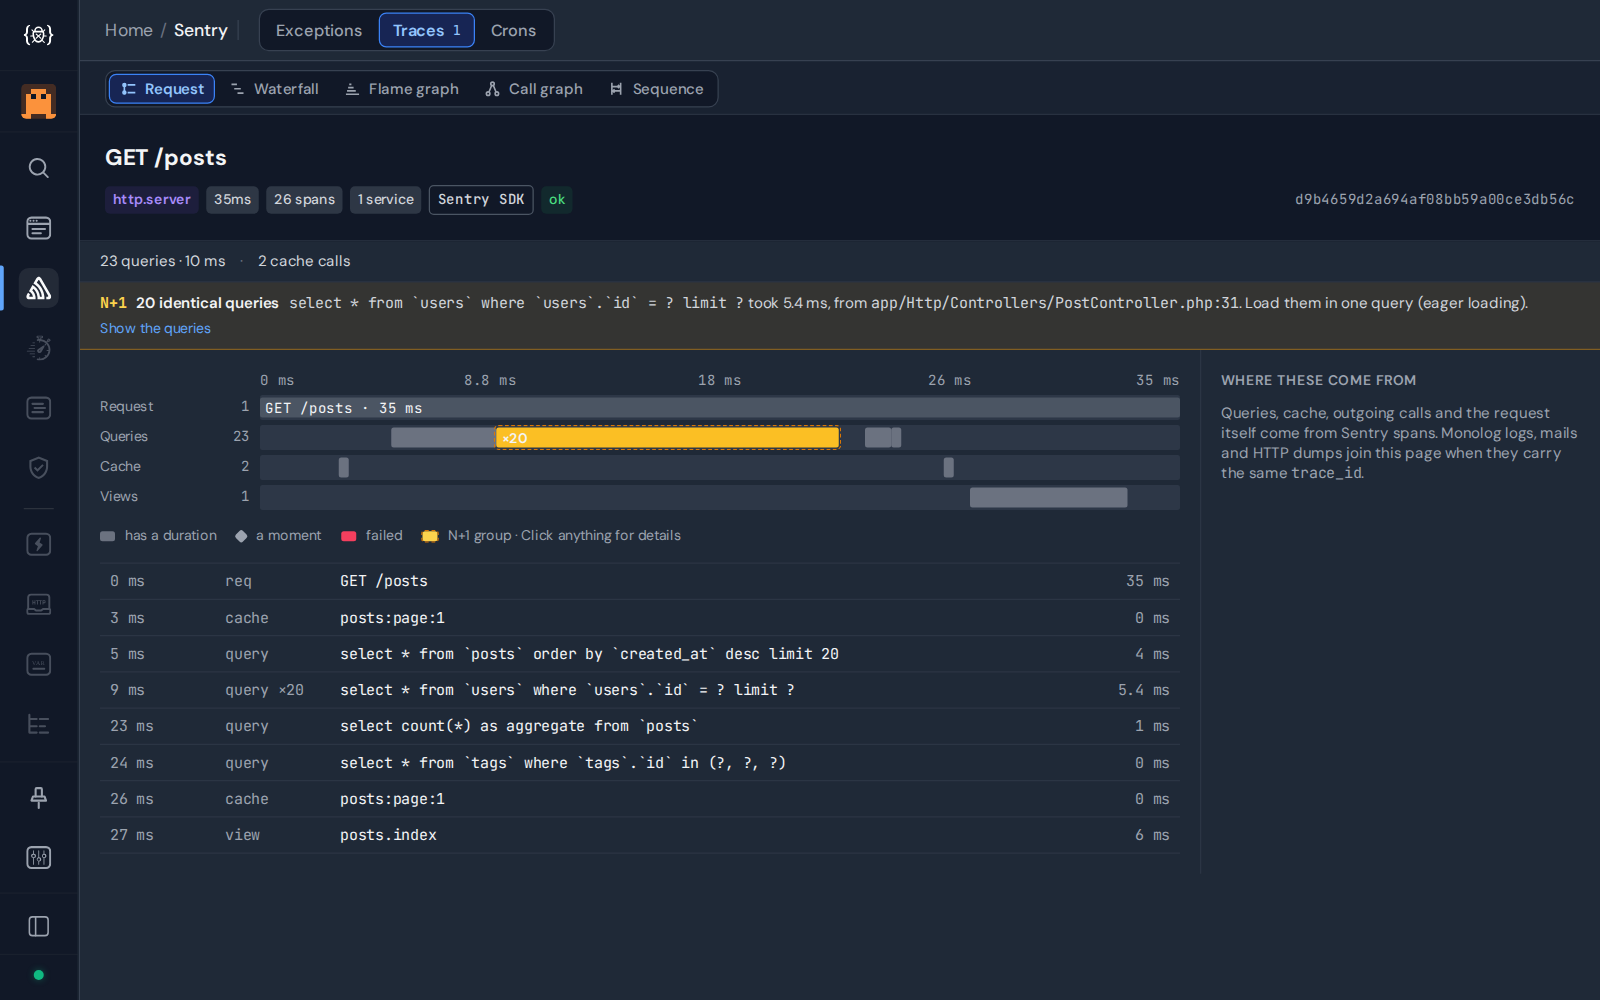 Home / Sentry
Exceptions
Traces 1
Crons
Request
Waterfall
Flame graph
Call graph
Sequence
GET /posts
http.server
35ms
26 spans
1 service
Sentry SDK
ok
d9b4659d2a694af08bb59a00ce3db56c
23 queries · 10 ms · 2 cache calls
N+1 20 identical queries select * from `users` where `users`.`id` = ? limit ? took 5.4 ms, from app/Http/Controllers/PostController.php:31. Load them in one query (eager loading).
Show the queries
0 ms 8.8 ms 18 ms 26 ms 35 ms
Request 1 GET /posts · 35 ms
Queries 23 ×20
Cache 2
Views 1
has a duration a moment failed N+1 group · Click anything for details
0 ms req GET /posts 35 ms
3 ms cache posts:page:1 0 ms
5 ms query select * from `posts` order by `created_at` desc limit 20 4 ms
9 ms query ×20 select * from `users` where `users`.`id` = ? limit ? 5.4 ms
23 ms query select count(*) as aggregate from `posts` 1 ms
24 ms query select * from `tags` where `tags`.`id` in (?, ?, ?) 0 ms
26 ms cache posts:page:1 0 ms
27 ms view posts.index 6 ms
WHERE THESE COME FROM
Queries, cache, outgoing calls and the request
itself come from Sentry spans. Monolog logs, mails
and HTTP dumps join this page when they carry
the same trace_id.
HTTP
VAR